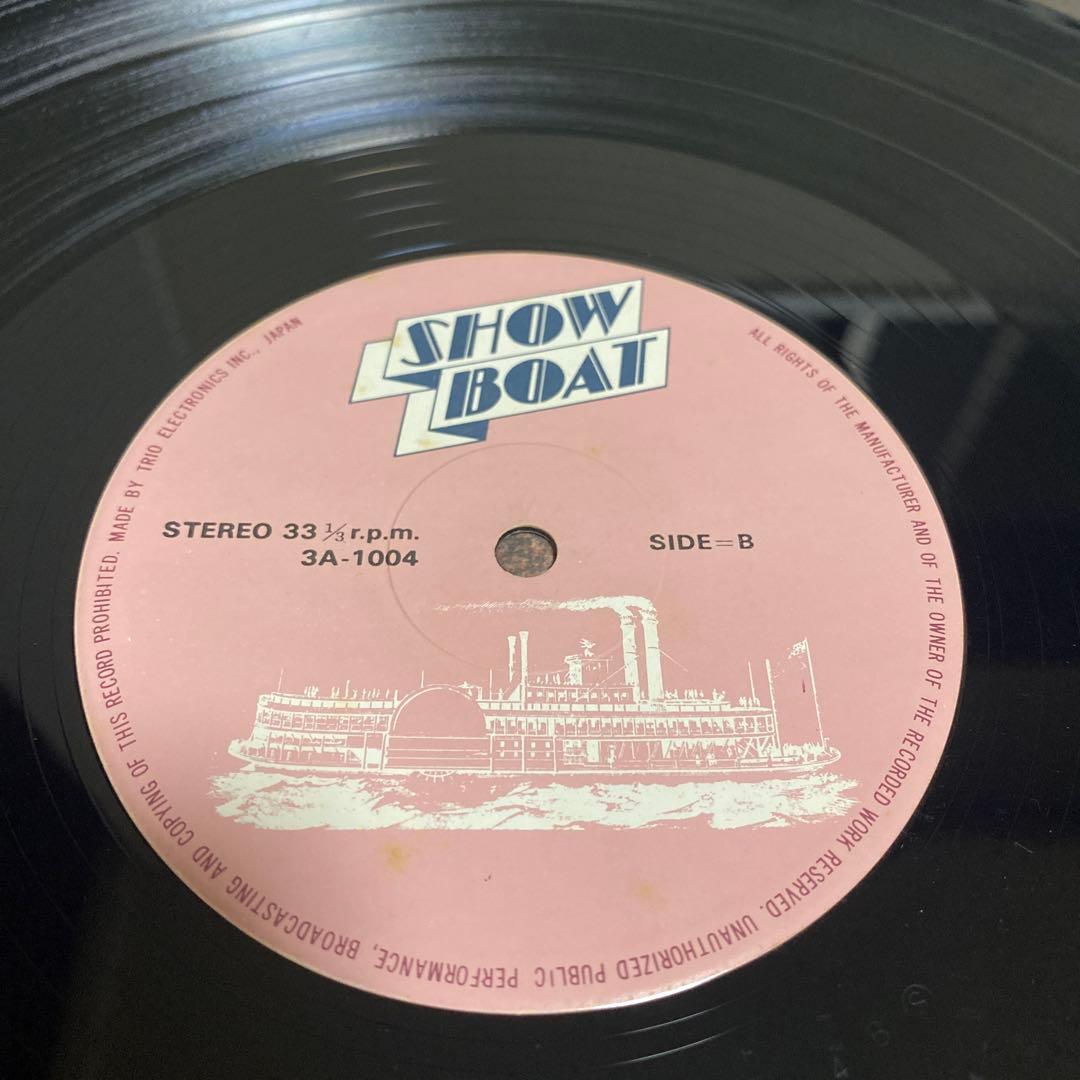 SHOW
BOAT
STEREO 33 ⅓ r.p.m.
3A-1004
SIDE=B
ALL RIGHTS OF THE MANUFACTURER AND OF THE OWNER OF THE RECORDED WORK RESERVED. UNAUTHORIZED PUBLIC PERFORMANCE, BROADCASTING AND COPYING OF THIS RECORD PROHIBITED. MADE BY TRIO ELECTRONICS INC., JAPAN